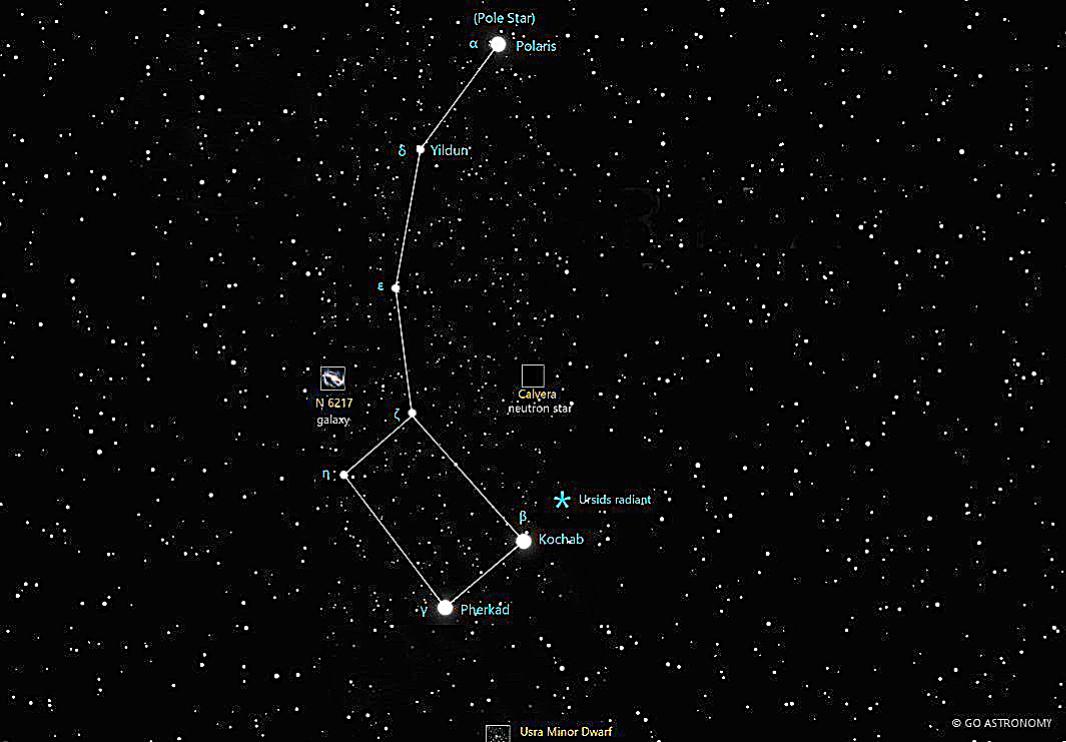 (Pole Star)
α Polaris
δ Yildun
ε
N 6217
galaxy
Calvera
neutron star
ζ
η
Ursids radiant
β
Kochab
γ Pherkad
Usra Minor Dwarf
© GO ASTRONOMY